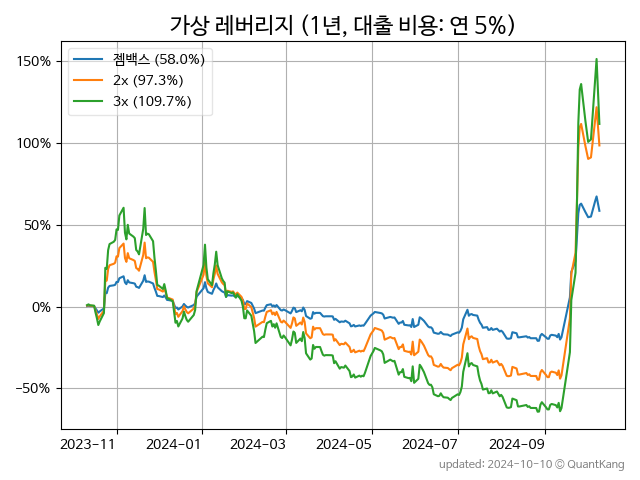 가상 레버리지 (1년, 대출 비용: 연 5%)
젬백스 (58.0%)
2x (97.3%)
3x (109.7%)
150%
100%
50%
0%
−50%
2023-11 2024-01 2024-03 2024-05 2024-07 2024-09
updated: 2024-10-10 © QuantKang